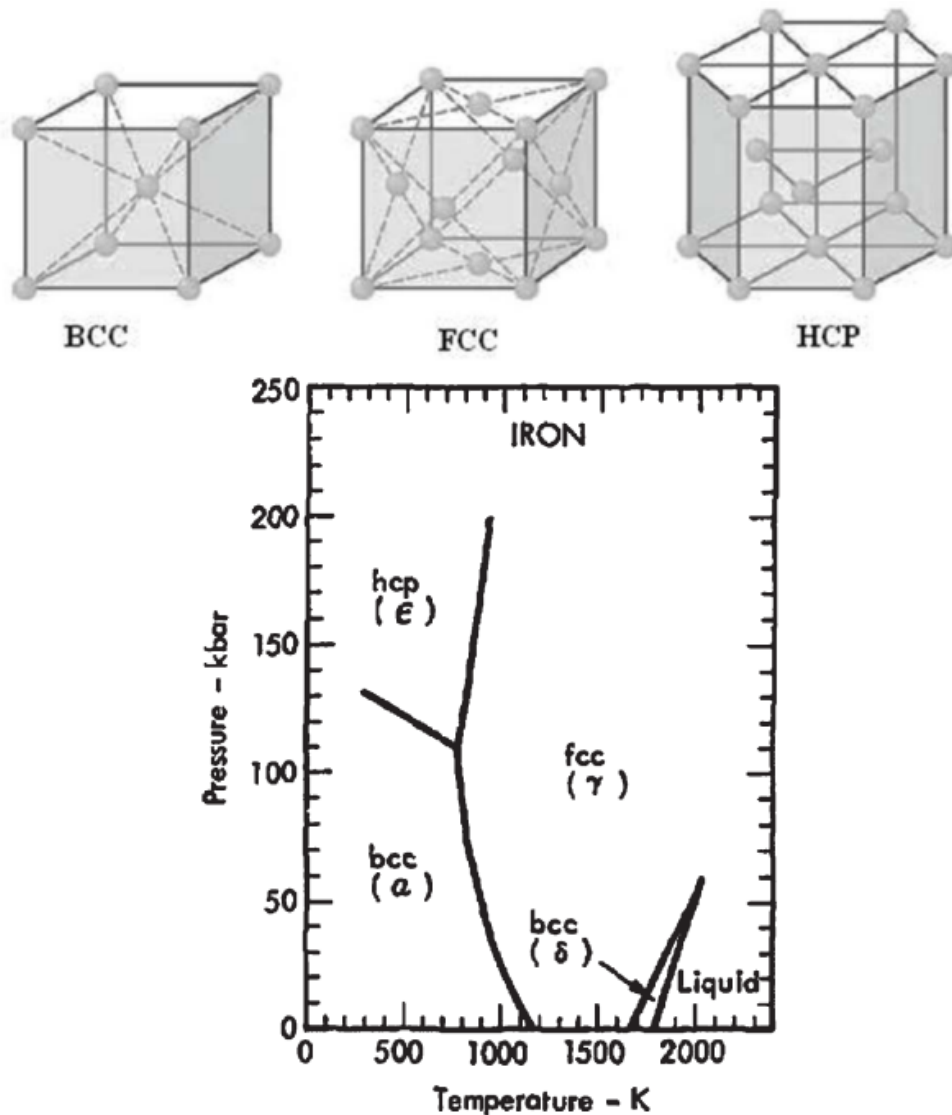 BCC
FCC
HCP
IRON
250
200
150
100
50
0
Pressure – kbar
hcp
(ϵ)
fcc
(γ)
bcc
(a)
bcc
(δ)
Liquid
0
500
1000
1500
2000
Temperature – K